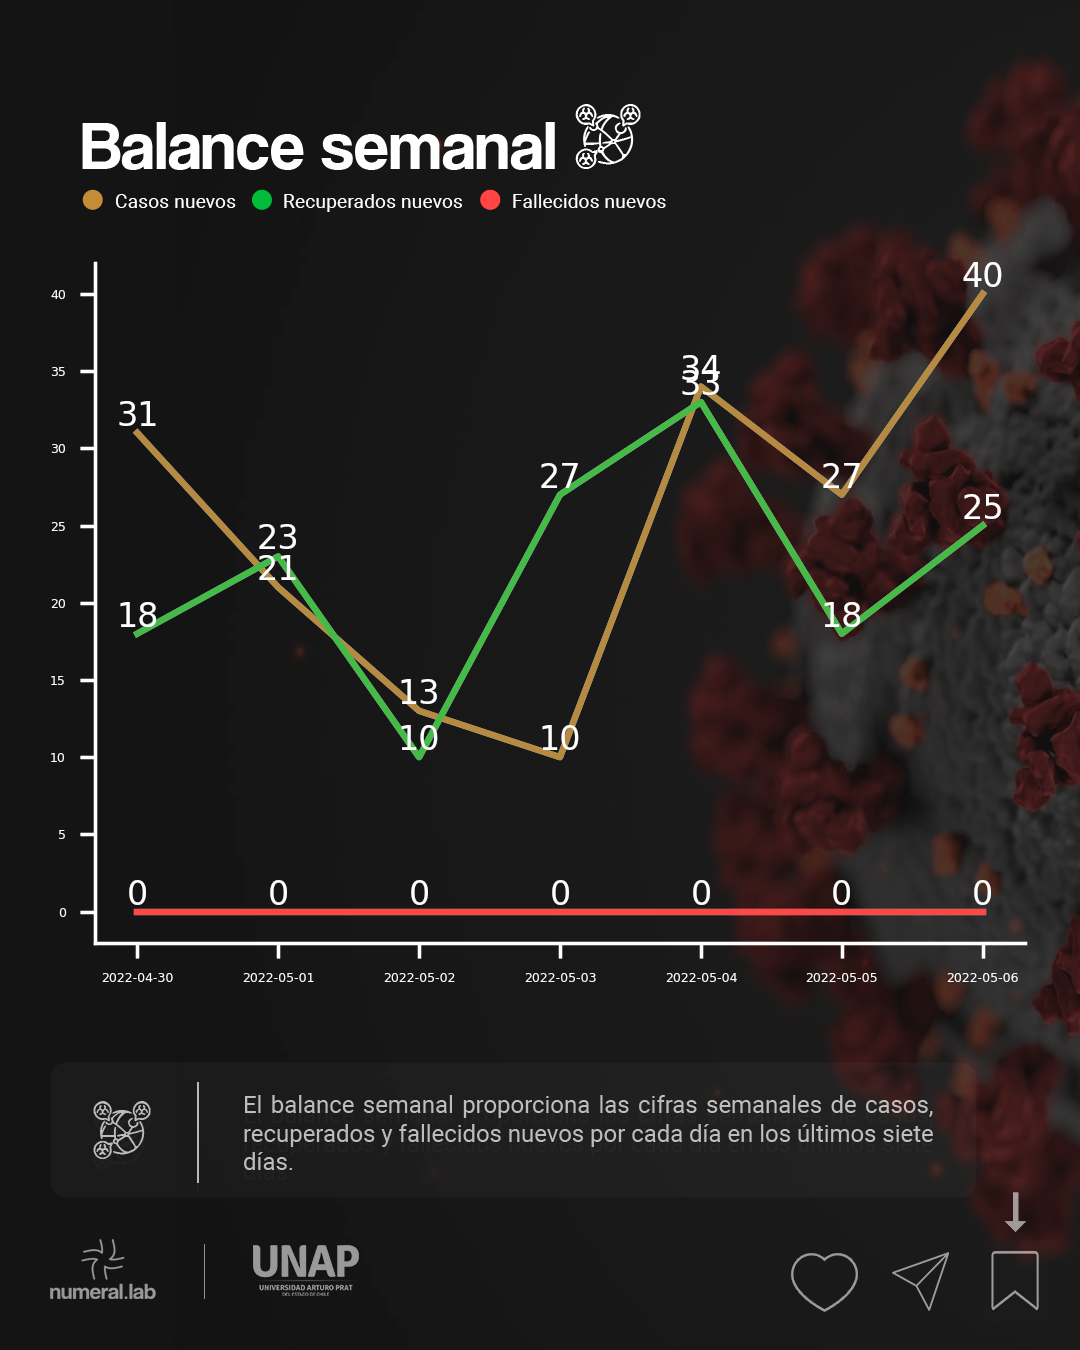 Balance semanal
Casos nuevos Recuperados nuevos Fallecidos nuevos
40
35
30
25
20
15
10
5
0
31
18
23
21
13
10
27
10
34
33
27
18
40
25
0 0 0 0 0 0 0
2022-04-30 2022-05-01 2022-05-02 2022-05-03 2022-05-04 2022-05-05 2022-05-06
El balance semanal proporciona las cifras semanales de casos,
recuperados y fallecidos nuevos por cada día en los últimos siete
días.
numeral.lab
UNAP
UNIVERSIDAD ARTURO PRAT
DEL ESTADO DE CHILE